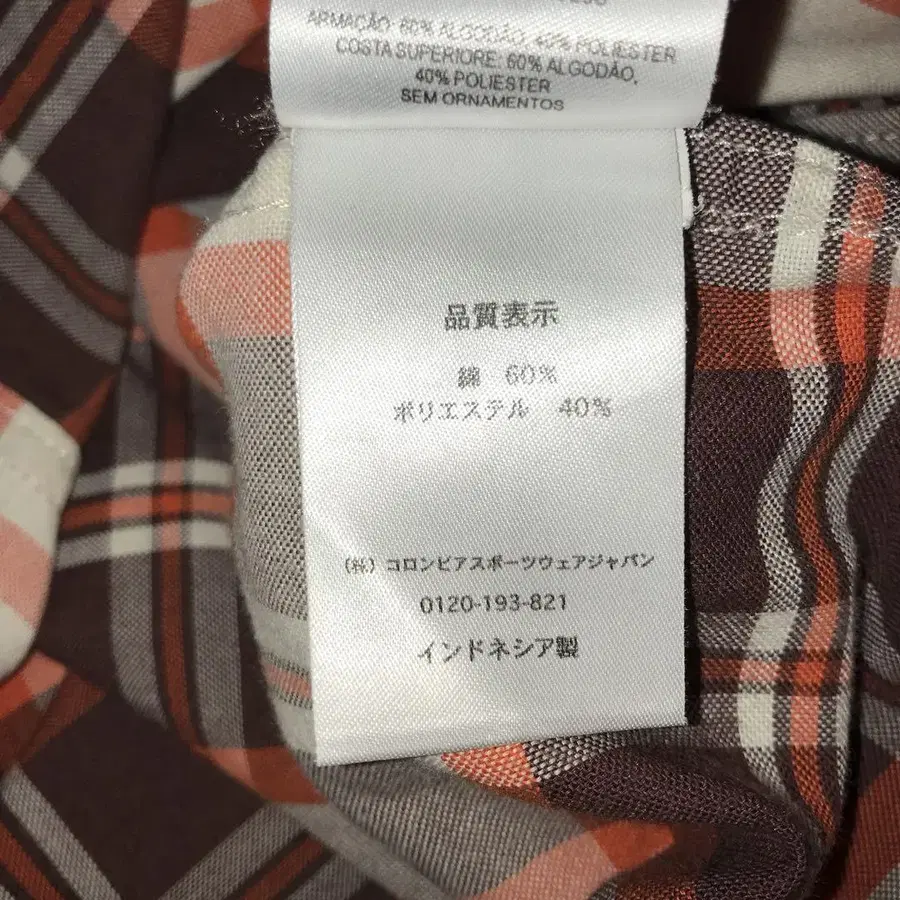 ARMAÇÃO: 60% ALGODÃO, 40% POLIESTER
COSTA SUPERIORE: 60% ALGODÃO,
40% POLIESTER
SEM ORNAMENTOS
品質表示
綿 60%
ポリエステル 40%
(株) コロンビアスポーツウェアジャパン
0120-193-821
インドネシア製